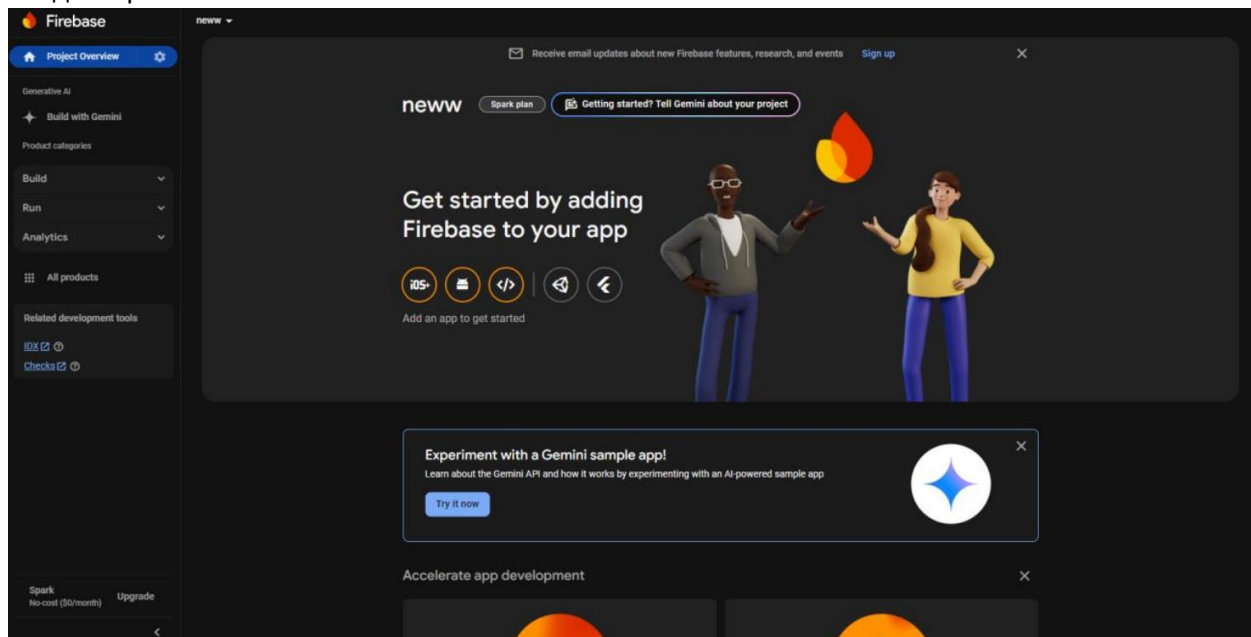 Firebase
neww
Project Overview
Generative AI
Build with Gemini
Product categories
Build
Run
Analytics
All products
Related development tools
IDX
Checks
Spark
No-cost ($0/month)
Upgrade
Receive email updates about new Firebase features, research, and events Sign up
neww Spark plan Getting started? Tell Gemini about your project
Get started by adding
Firebase to your app
iOS+
Add an app to get started
Experiment with a Gemini sample app!
Learn about the Gemini API and how it works by experimenting with an AI-powered sample app
Try it now
Accelerate app development